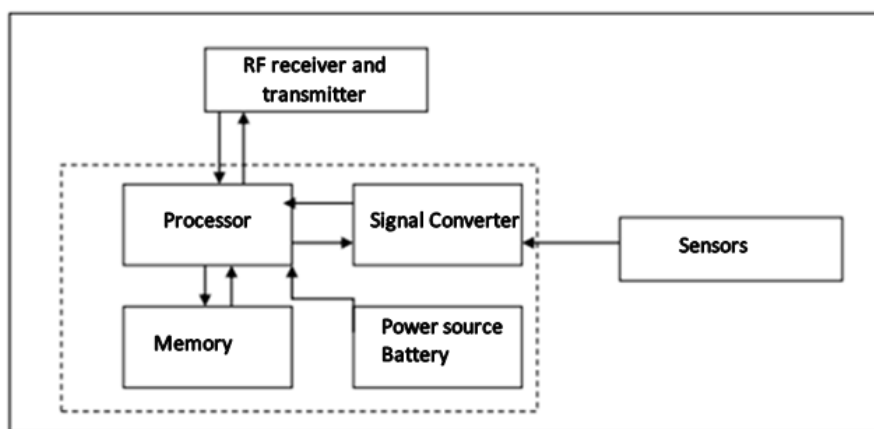 RF receiver and
transmitter
Processor
Signal Converter
Sensors
Memory
Power source
Battery